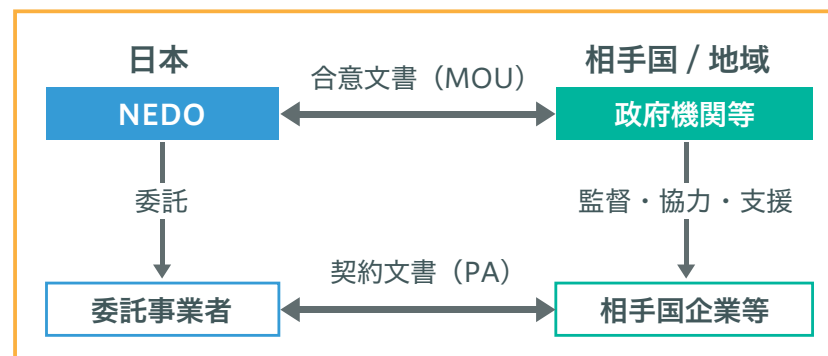 日本
相手国 / 地域
合意文書（MOU）
NEDO
政府機関等
委託
監督・協力・支援
契約文書（PA）
委託事業者
相手国企業等